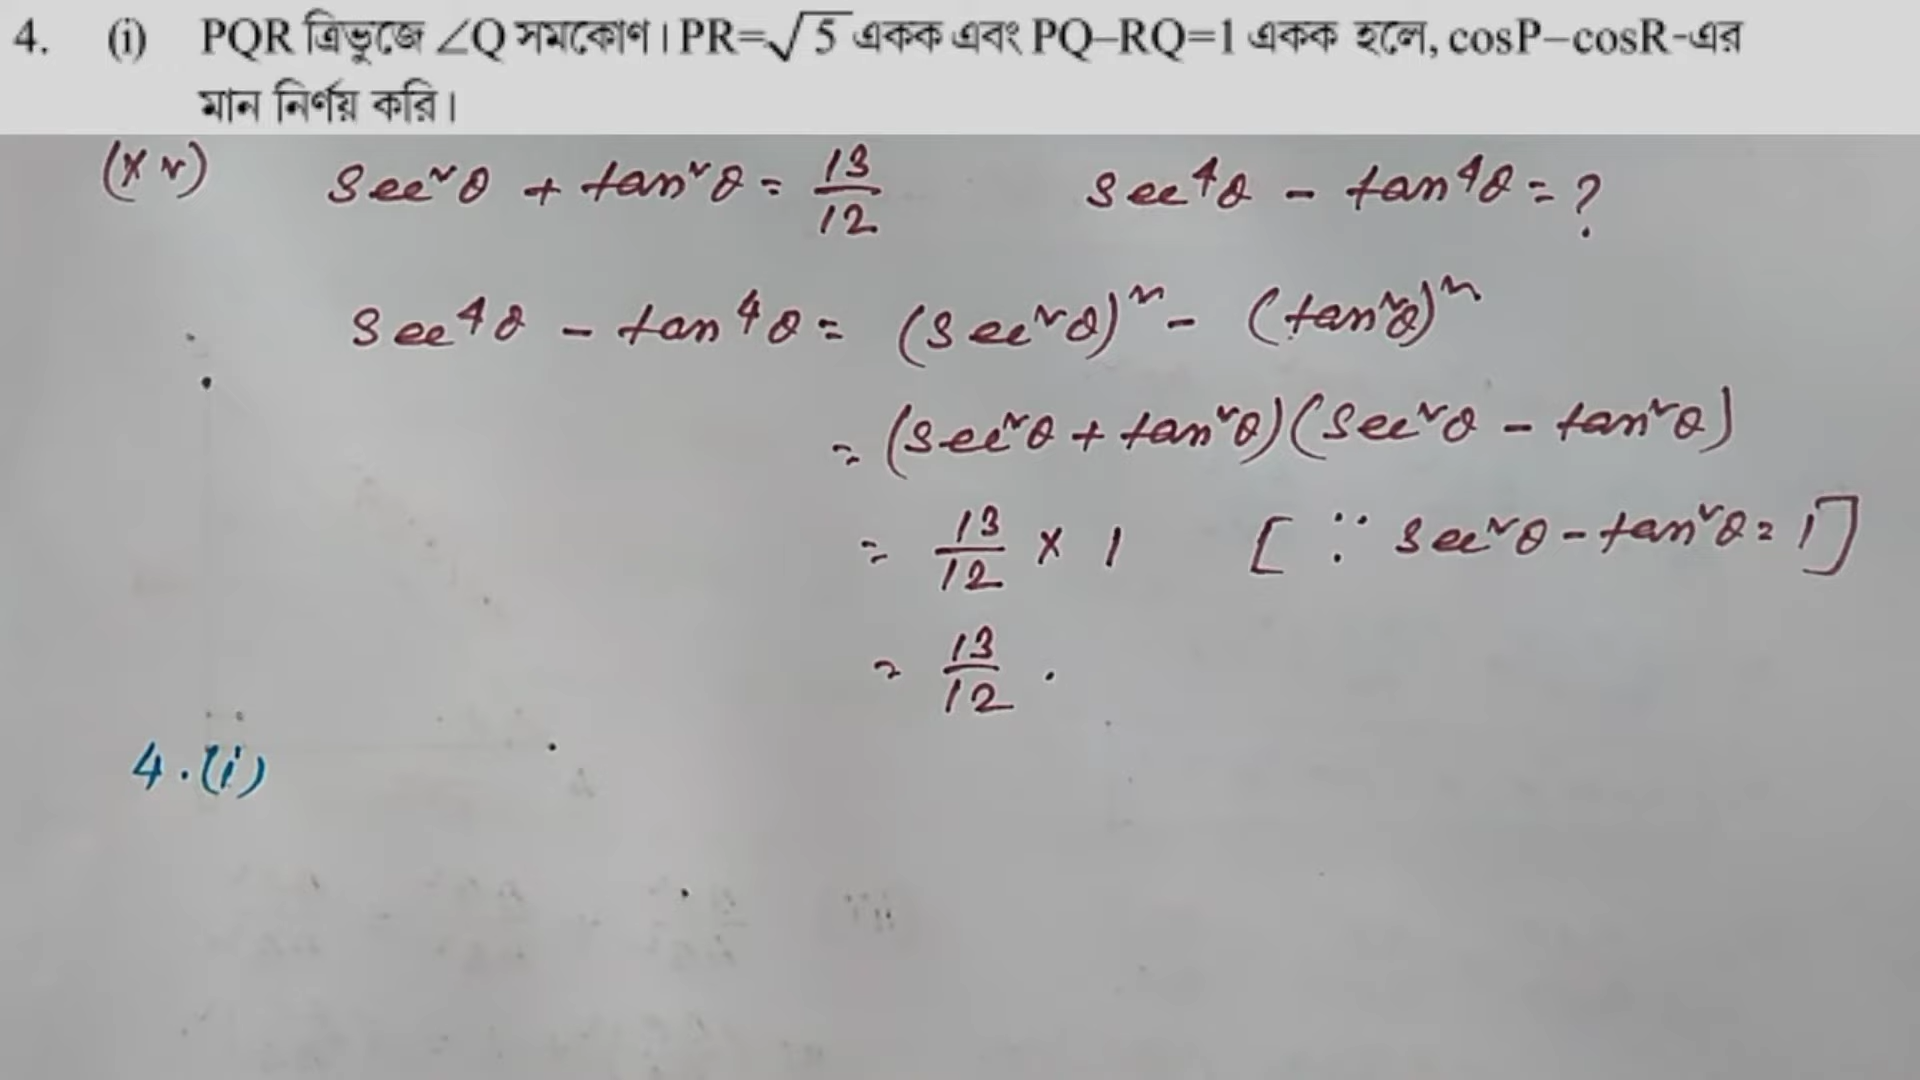 4. (i) PQR ত্রিভুজে ∠Q সমকোণ। PR=√5 একক এবং PQ–RQ=1 একক হলে, cosP–cosR-এর
মান নির্ণয় করি।
(xv) sec²θ + tan²θ = 13/12 sec⁴θ - tan⁴θ = ?
sec⁴θ - tan⁴θ = (sec²θ)² - (tan²θ)²
= (sec²θ + tan²θ)(sec²θ - tan²θ)
= 13/12 × 1 [∵ sec²θ - tan²θ = 1]
= 13/12 .
4.(i)